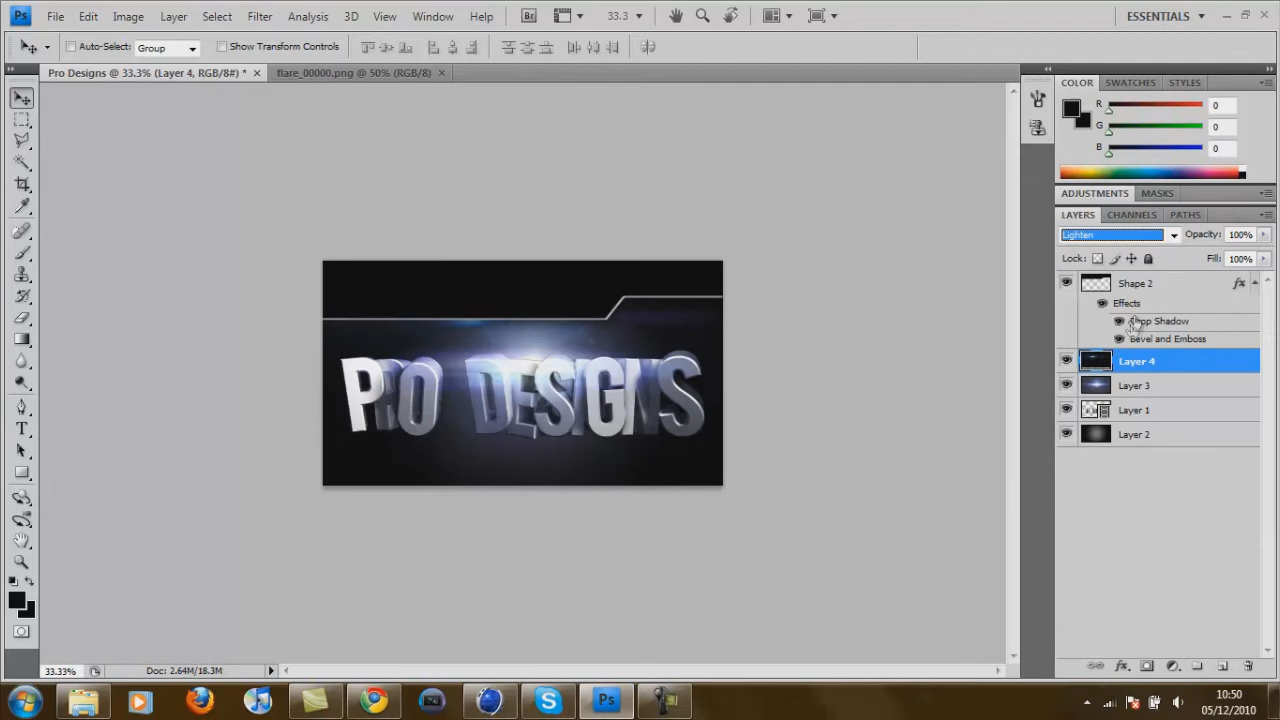 Ps File Edit Image Layer Select Filter Analysis 3D View Window Help Br 33.3 ESSENTIALS
Auto-Select: Group Show Transform Controls
Pro Designs @ 33.3% (Layer 4, RGB/8#) * flare_00000.png @ 50% (RGB/8)
COLOR SWATCHES STYLES
R 0
G 0
B 0
ADJUSTMENTS MASKS
LAYERS CHANNELS PATHS
Lighten Opacity: 100%
Lock: Fill: 100%
Shape 2 fx
Effects
Drop Shadow
Bevel and Emboss
Layer 4
Layer 3
Layer 1
Layer 2
PRO DESIGNS
T
33.33% Doc: 2.64M/18.3M
fx
S Ps
10:50
05/12/2010